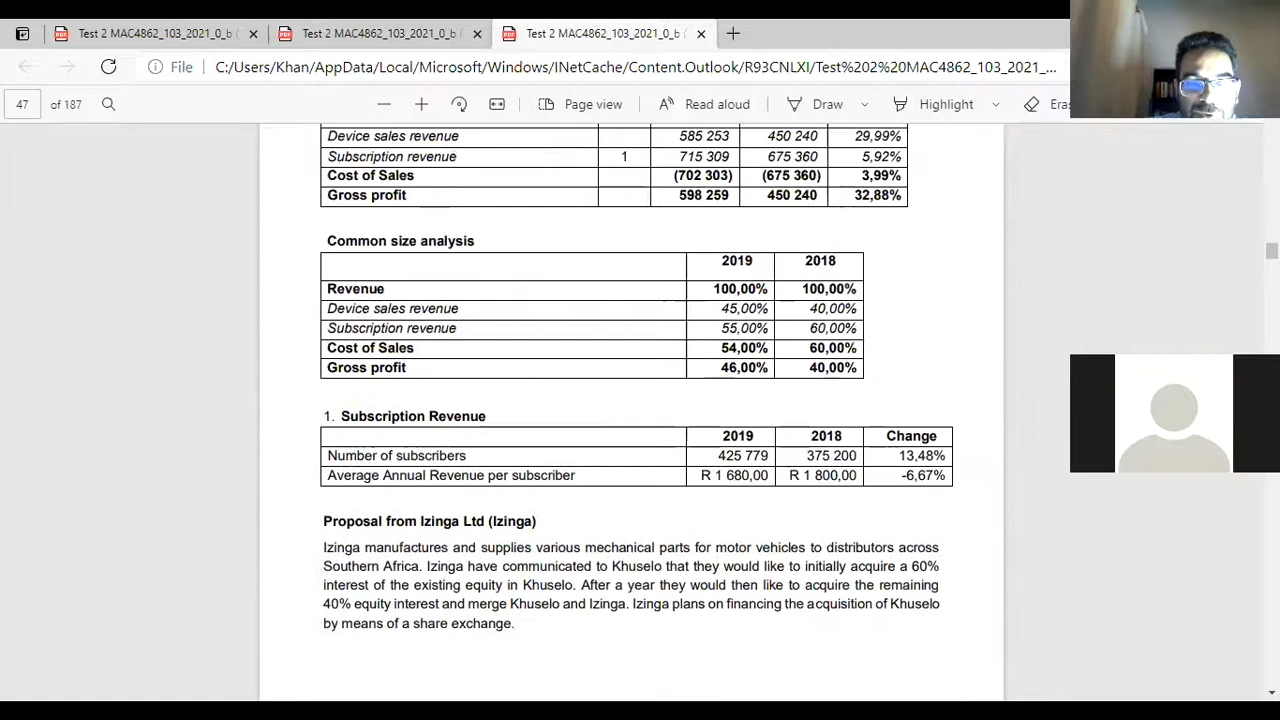 Test 2 MAC4862_103_2021_0_b (
Test 2 MAC4862_103_2021_0_b (
Test 2 MAC4862_103_2021_0_b (
File C:/Users/Khan/AppData/Local/Microsoft/Windows/INetCache/Content.Outlook/R93CNLXI/Test%202%20MAC4862_103_2021_...
47 of 187 Page view Read aloud Draw Highlight Eras
Device sales revenue 585 253 450 240 29,99%
Subscription revenue 1 715 309 675 360 5,92%
Cost of Sales (702 303) (675 360) 3,99%
Gross profit 598 259 450 240 32,88%
Common size analysis
2019 2018
Revenue 100,00% 100,00%
Device sales revenue 45,00% 40,00%
Subscription revenue 55,00% 60,00%
Cost of Sales 54,00% 60,00%
Gross profit 46,00% 40,00%
1. Subscription Revenue
2019 2018 Change
Number of subscribers 425 779 375 200 13,48%
Average Annual Revenue per subscriber R 1 680,00 R 1 800,00 -6,67%
Proposal from Izinga Ltd (Izinga)
Izinga manufactures and supplies various mechanical parts for motor vehicles to distributors across
Southern Africa. Izinga have communicated to Khuselo that they would like to initially acquire a 60%
interest of the existing equity in Khuselo. After a year they would then like to acquire the remaining
40% equity interest and merge Khuselo and Izinga. Izinga plans on financing the acquisition of Khuselo
by means of a share exchange.